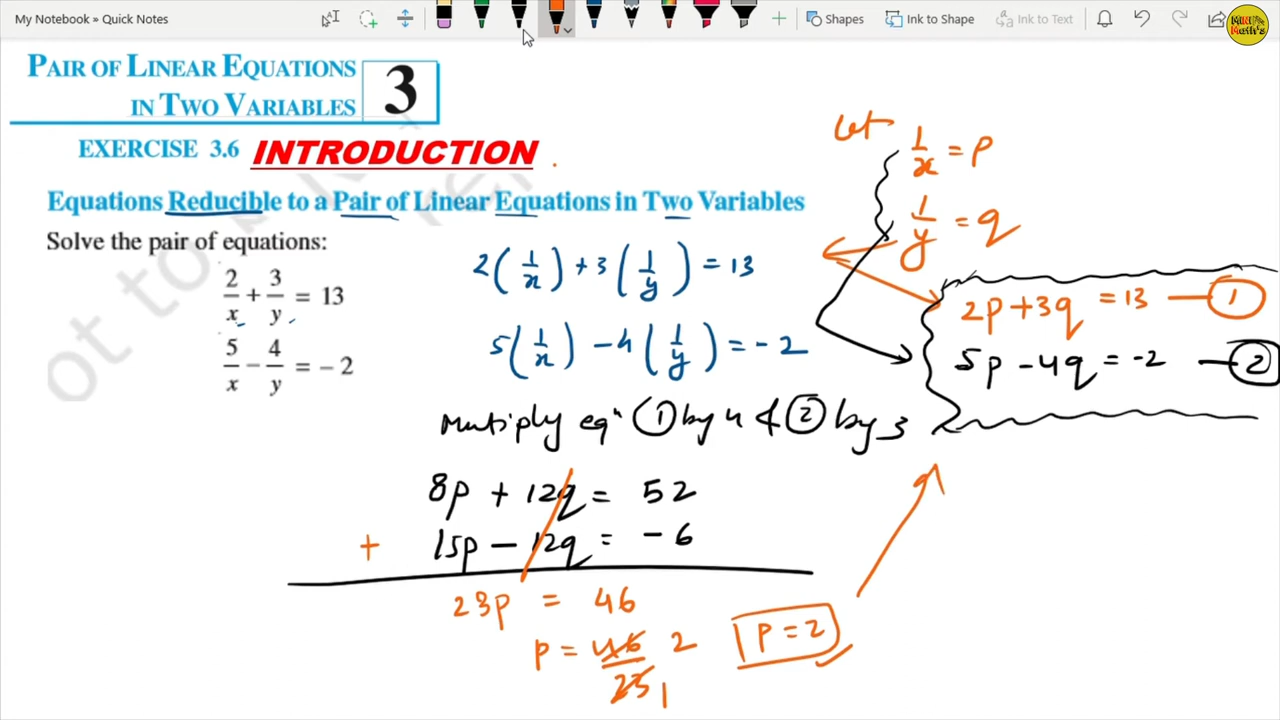 My Notebook » Quick Notes
Shapes
Ink to Shape
Ink to Text
MINI Math's
PAIR OF LINEAR EQUATIONS
IN TWO VARIABLES
3
EXERCISE 3.6 INTRODUCTION
Equations Reducible to a Pair of Linear Equations in Two Variables
Solve the pair of equations:
2/x + 3/y = 13
5/x − 4/y = − 2
2(1/x) + 3(1/y) = 13
5(1/x) − 4(1/y) = − 2
Let 1/x = p
1/y = q
2p + 3q = 13 — 1
5p − 4q = -2 — 2
Multiply eqn 1 by 4 & 2 by 3
8p + 12q = 52
+ 15p − 12q = − 6
23p = 46
p = 46/23 2 1
p = 2